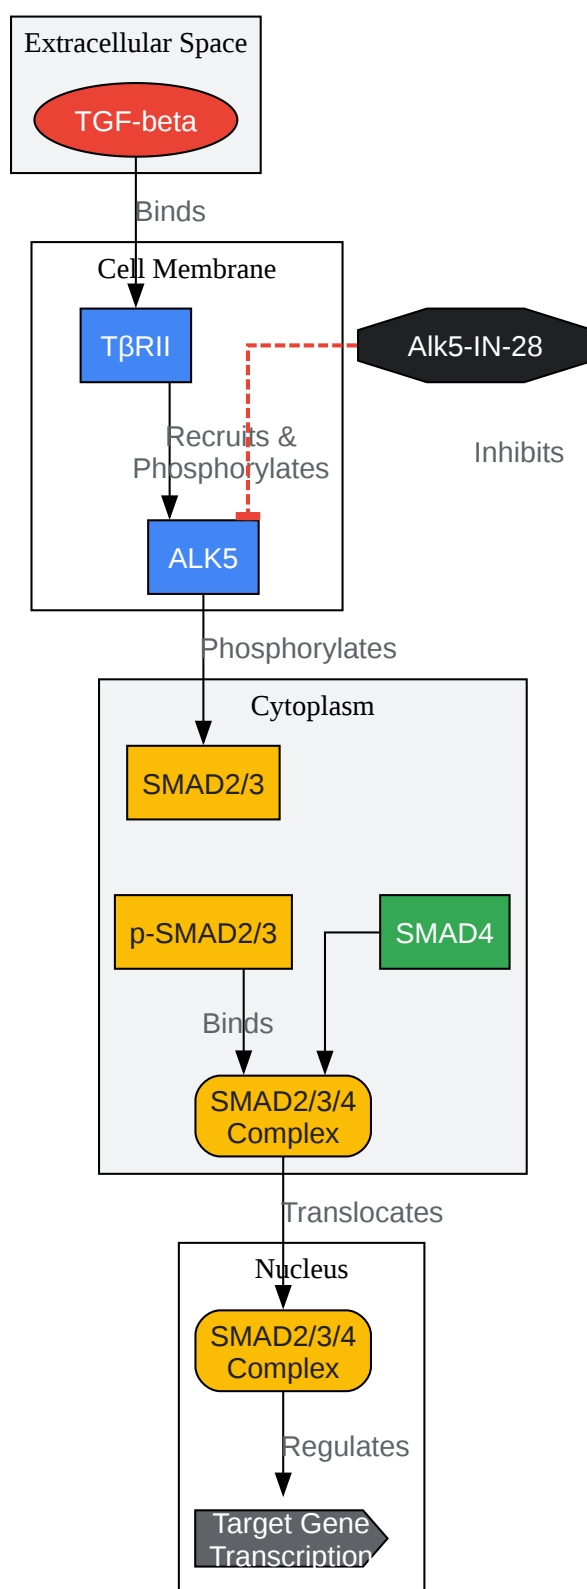 Extracellular Space
TGF-beta
Binds
Cell Membrane
TβRII
Alk5-IN-28
Recruits &
Phosphorylates
Inhibits
ALK5
Phosphorylates
Cytoplasm
SMAD2/3
p-SMAD2/3
SMAD4
Binds
SMAD2/3/4
Complex
Translocates
Nucleus
SMAD2/3/4
Complex
Regulates
Target Gene
Transcription